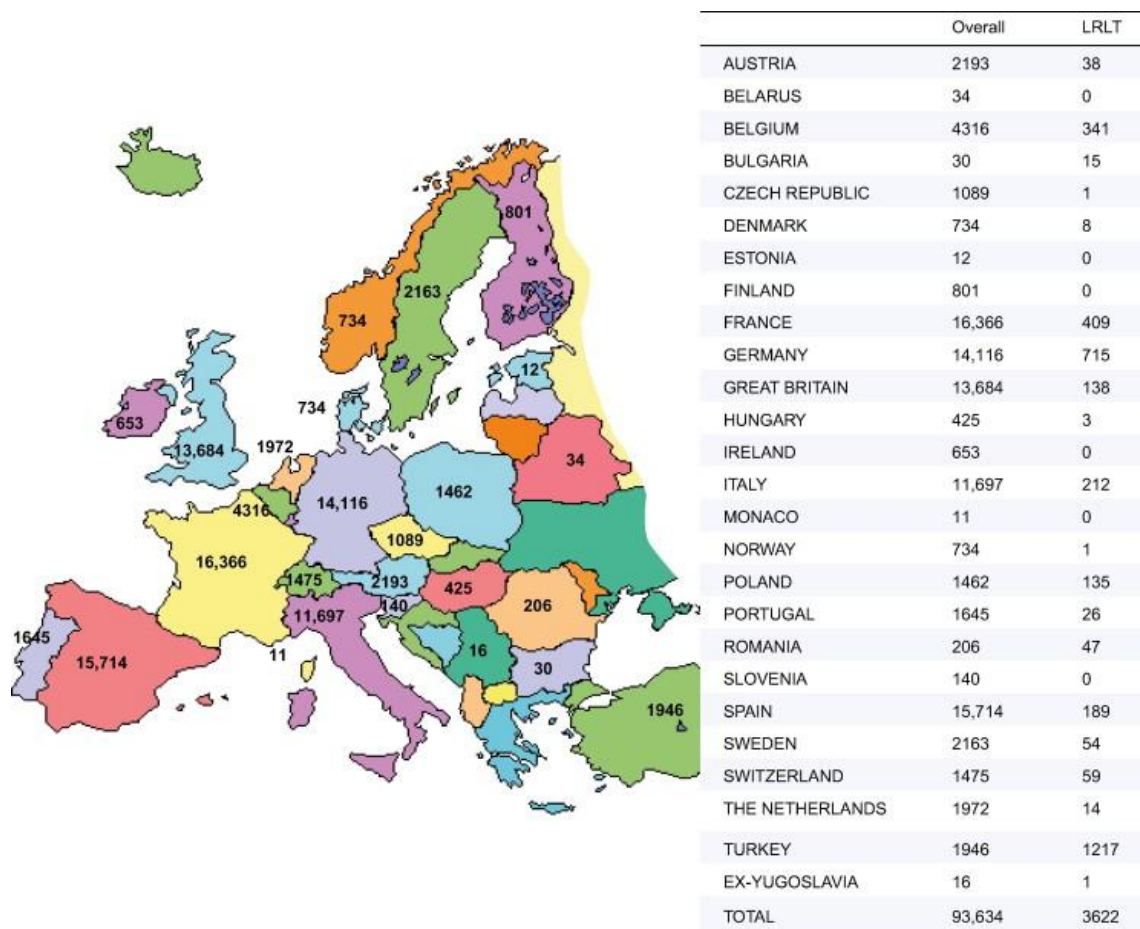 801
2163
734
12
734
653
13,684
1972
34
14,116
1462
4316
1089
16,366
1475
2193
425
140
206
11,697
1645
11
16
15,714
30
1946
Overall LRLT
AUSTRIA 2193 38
BELARUS 34 0
BELGIUM 4316 341
BULGARIA 30 15
CZECH REPUBLIC 1089 1
DENMARK 734 8
ESTONIA 12 0
FINLAND 801 0
FRANCE 16,366 409
GERMANY 14,116 715
GREAT BRITAIN 13,684 138
HUNGARY 425 3
IRELAND 653 0
ITALY 11,697 212
MONACO 11 0
NORWAY 734 1
POLAND 1462 135
PORTUGAL 1645 26
ROMANIA 206 47
SLOVENIA 140 0
SPAIN 15,714 189
SWEDEN 2163 54
SWITZERLAND 1475 59
THE NETHERLANDS 1972 14
TURKEY 1946 1217
EX-YUGOSLAVIA 16 1
TOTAL 93,634 3622